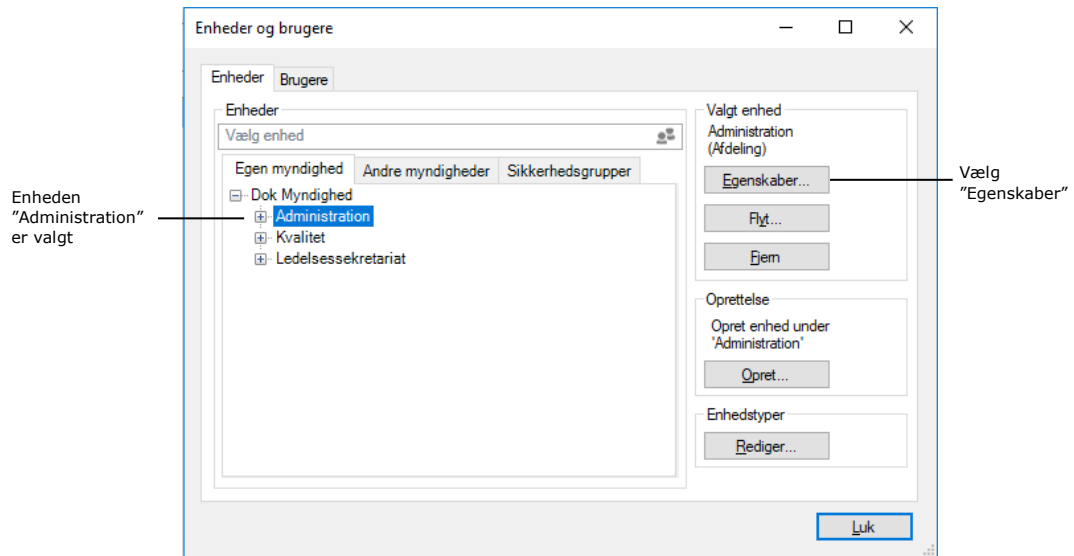 Enheder og brugere
Enheder Brugere
Enheder
Vælg enhed
Egen myndighed Andre myndigheder Sikkerhedsgrupper
Dok Myndighed
Administration
Kvalitet
Ledelsessekretariat
Valgt enhed
Administration
(Afdeling)
Egenskaber...
Flyt...
Fjern
Oprettelse
Opret enhed under
'Administration'
Opret...
Enhedstyper
Rediger...
Luk
Enheden
"Administration"
er valgt
Vælg
"Egenskaber"